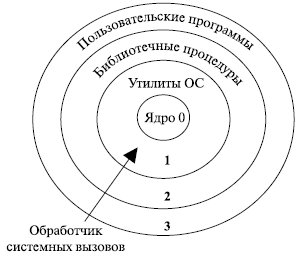 Пользовательские программы
Библиотечные процедуры
Утилиты ОС
Ядро 0
1
2
3
Обработчик
системных вызовов